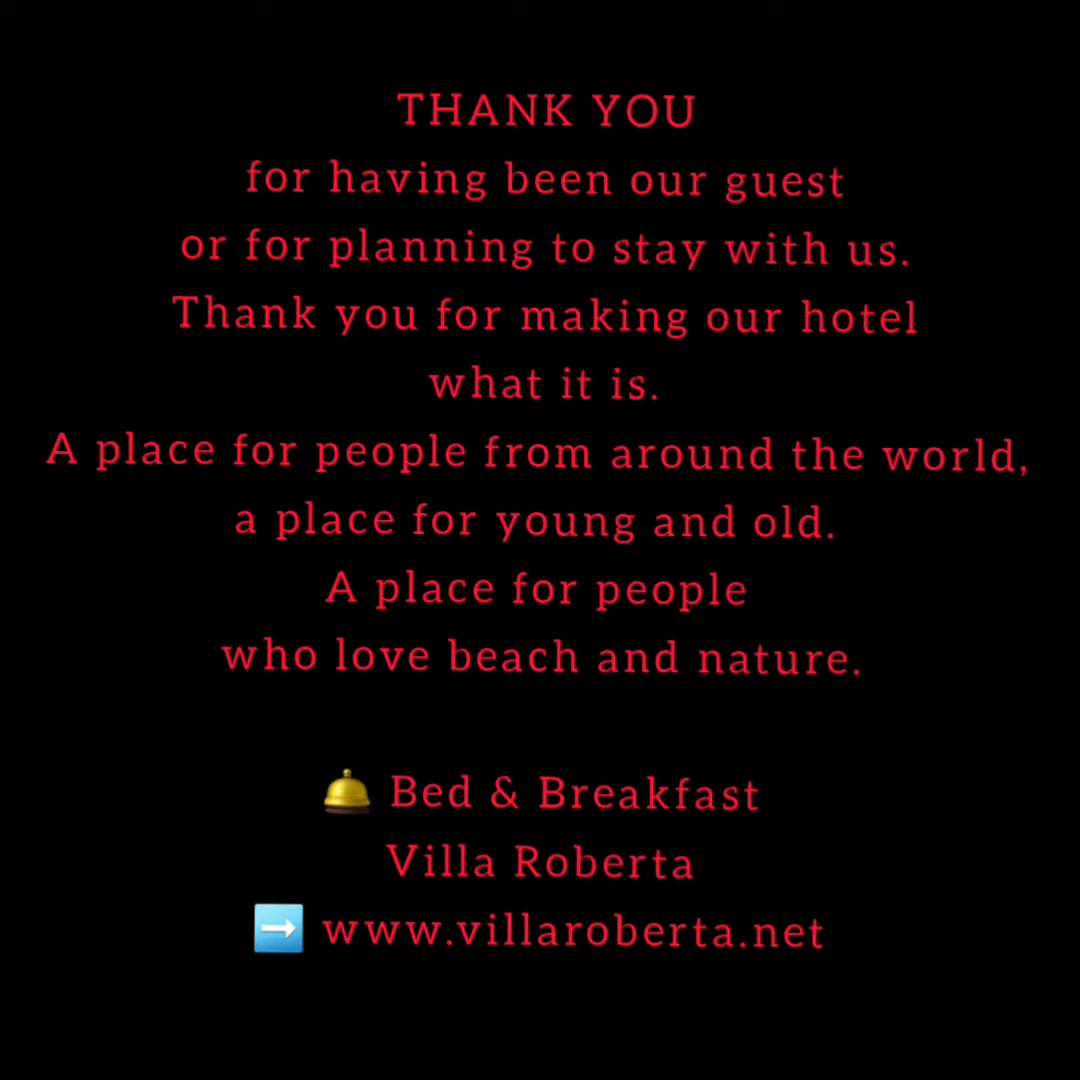 THANK YOU
for having been our guest
or for planning to stay with us.
Thank you for making our hotel
what it is.
A place for people from around the world,
a place for young and old.
A place for people
who love beach and nature.
🛎️ Bed & Breakfast
Villa Roberta
➡️ www.villaroberta.net